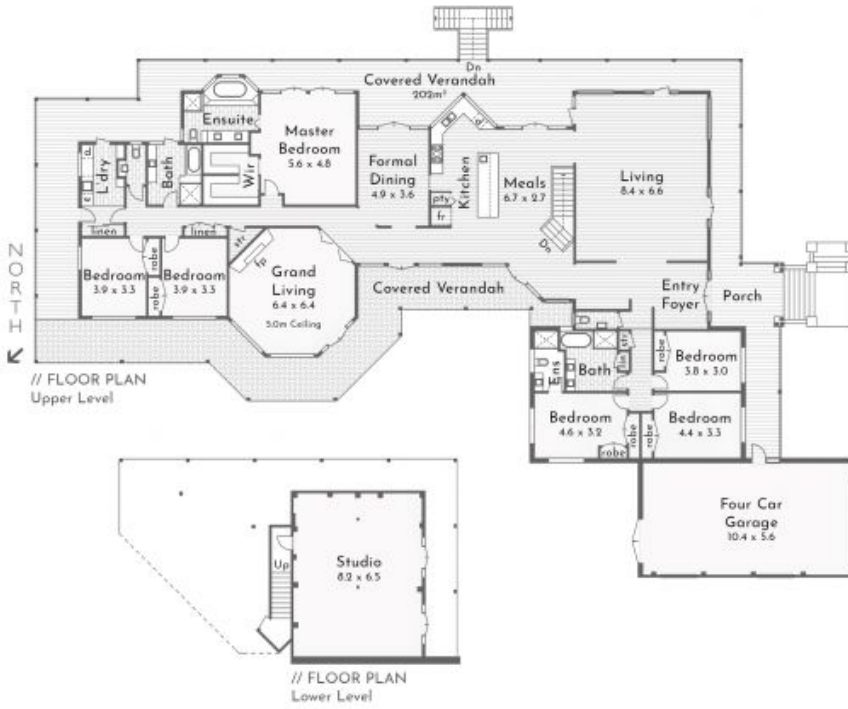 Dn
Covered Verandah
202m²
Ensuite
Master
Bedroom
5.6 x 4.8
L'dry
Bath
Wir
Formal
Dining
4.9 x 3.6
Kitchen
pty
fr
Meals
6.7 x 2.7
Dn
Living
8.4 x 6.6
linen
linen
str
fp
Bedroom
3.9 x 3.3
robe
robe
Bedroom
3.9 x 3.3
Grand
Living
6.4 x 6.4
5.0m Ceiling
Covered Verandah
Entry
Foyer
Porch
NORTH
// FLOOR PLAN
Upper Level
Ens
Bath
str
lin
robe
Bedroom
3.8 x 3.0
Bedroom
4.6 x 3.2
robe
robe
robe
Bedroom
4.4 x 3.3
Four Car
Garage
10.4 x 5.6
Up
Studio
8.2 x 6.5
// FLOOR PLAN
Lower Level